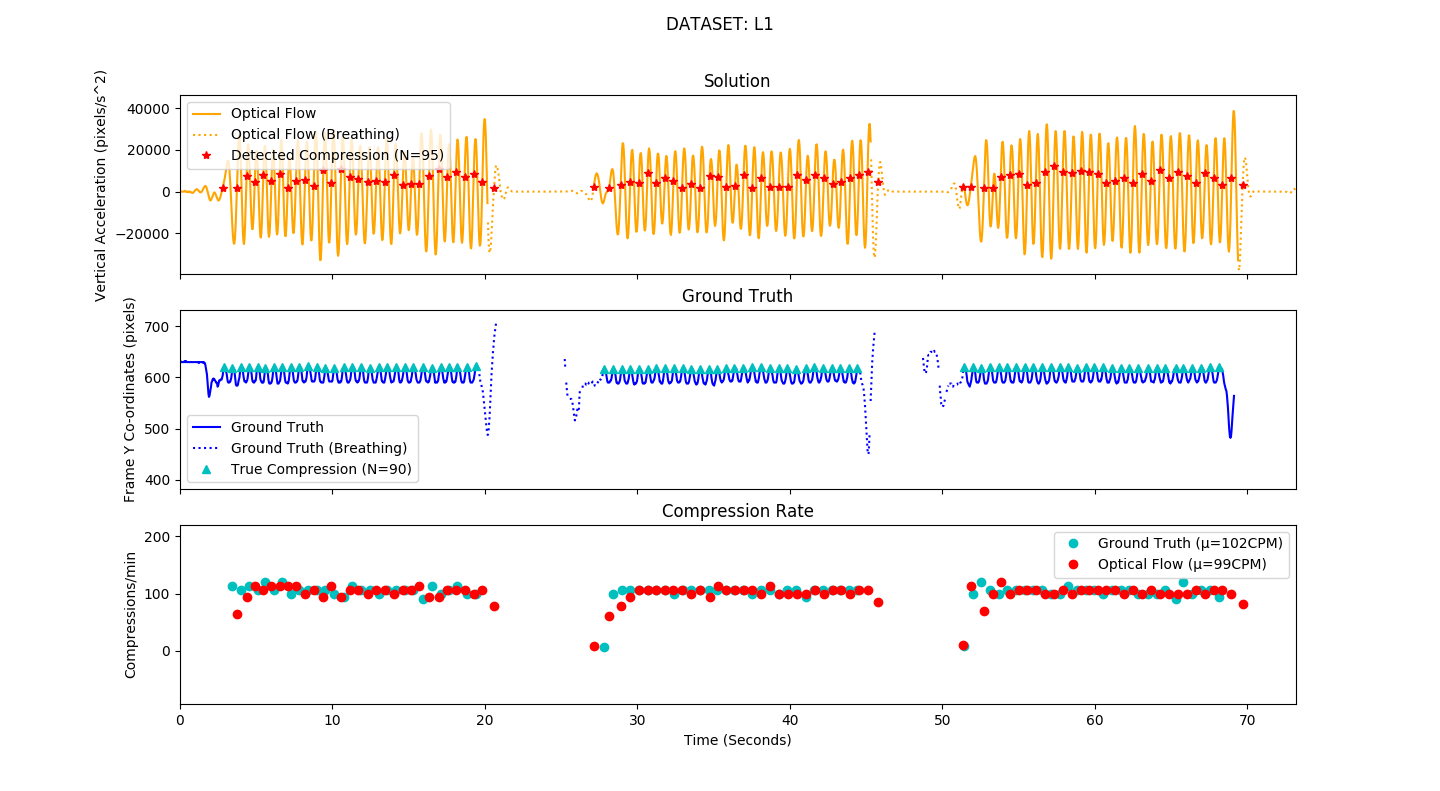 DATASET: L1
Solution
Vertical Acceleration (pixels/s^2)
40000
20000
0
−20000
Optical Flow
Optical Flow (Breathing)
Detected Compression (N=95)
Ground Truth
Frame Y Co-ordinates (pixels)
700
600
500
400
Ground Truth
Ground Truth (Breathing)
True Compression (N=90)
Compression Rate
Compressions/min
200
100
0
Ground Truth (μ=102CPM)
Optical Flow (μ=99CPM)
0 10 20 30 40 50 60 70
Time (Seconds)